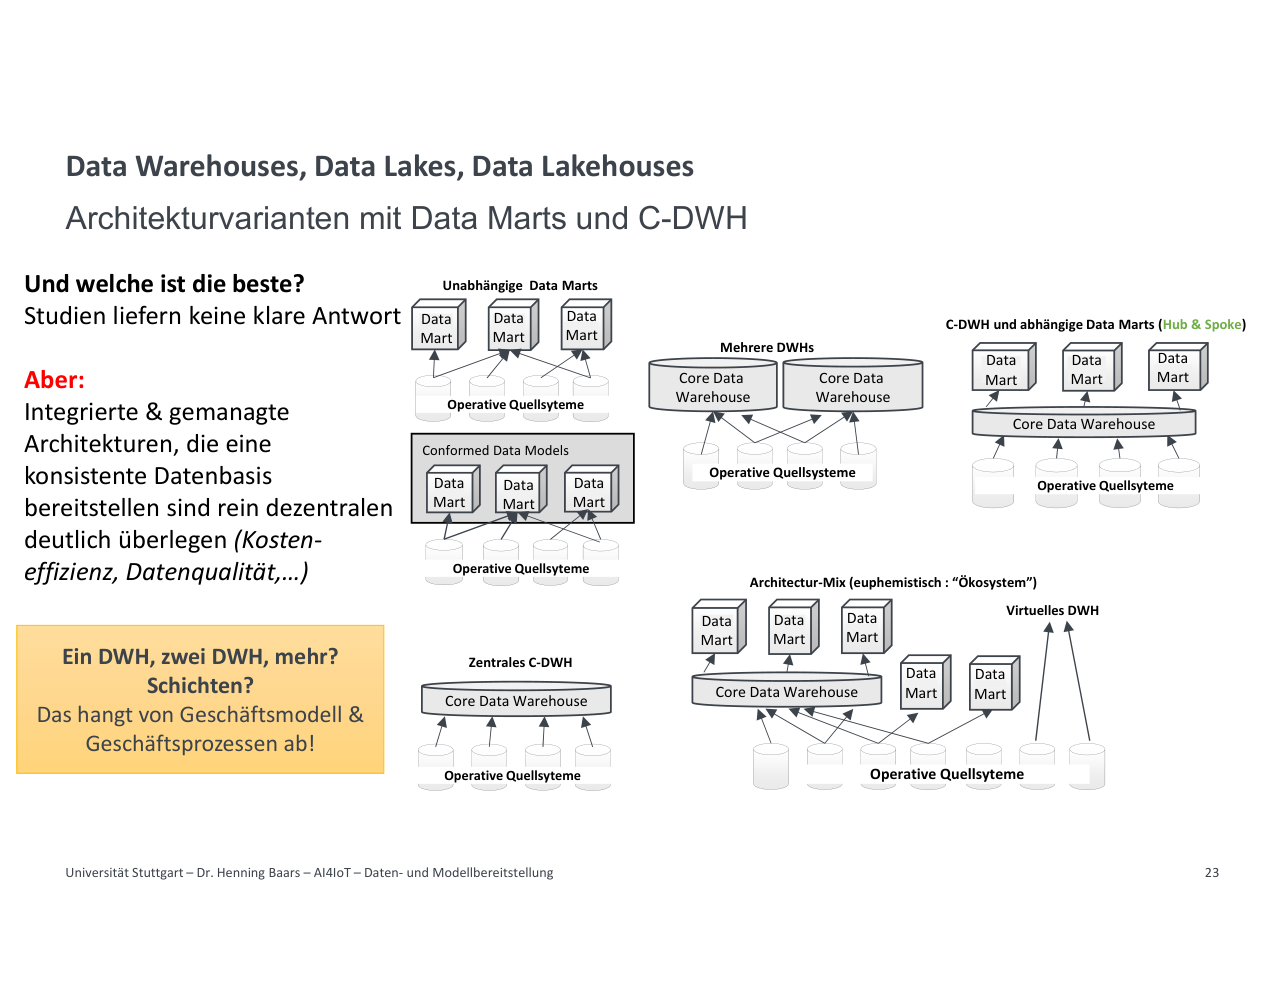 Data Warehouses, Data Lakes, Data Lakehouses
Architekturvarianten mit Data Marts und C-DWH
Und welche ist die beste?
Studien liefern keine klare Antwort
Aber:
Integrierte & gemanagte
Architekturen, die eine
konsistente Datenbasis
bereitstellen sind rein dezentralen
deutlich überlegen (Kosten-
effizienz, Datenqualität,...)
Ein DWH, zwei DWH, mehr?
Schichten?
Das hangt von Geschäftsmodell &
Geschäftsprozessen ab!
Unabhängige Data Marts
Data
Mart
Data
Mart
Data
Mart
Operative Quellsyteme
Conformed Data Models
Data
Mart
Data
Mart
Data
Mart
Operative Quellsyteme
Zentrales C-DWH
Core Data Warehouse
Operative Quellsyteme
Mehrere DWHs
Core Data
Warehouse
Core Data
Warehouse
Operative Quellsysteme
C-DWH und abhängige Data Marts (Hub & Spoke)
Data
Mart
Data
Mart
Data
Mart
Core Data Warehouse
Operative Quellsyteme
Architectur-Mix (euphemistisch : “Ökosystem”)
Data
Mart
Data
Mart
Data
Mart
Virtuelles DWH
Core Data Warehouse
Data
Mart
Data
Mart
Operative Quellsyteme
Universität Stuttgart – Dr. Henning Baars – AI4IoT – Daten- und Modellbereitstellung
23